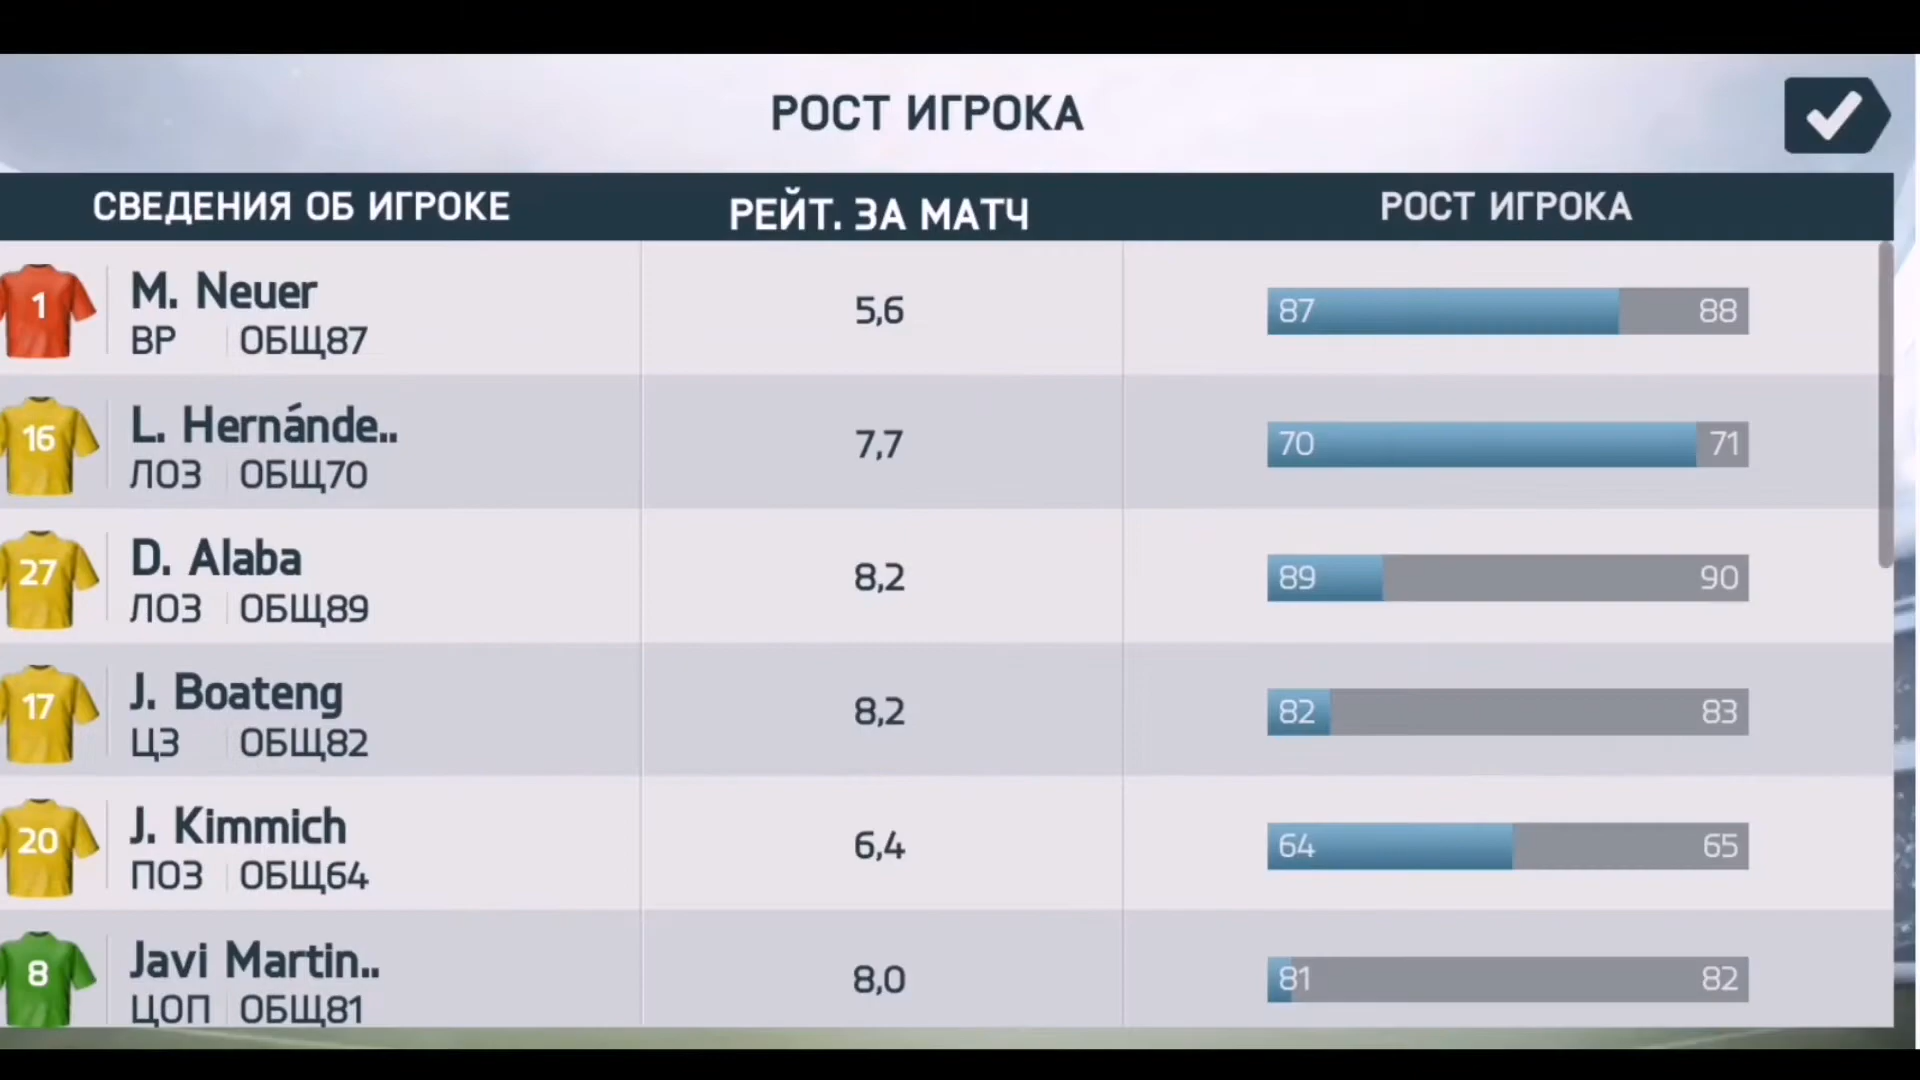 РОСТ ИГРОКА
СВЕДЕНИЯ ОБ ИГРОКЕ РЕЙТ. ЗА МАТЧ РОСТ ИГРОКА
1 M. Neuer 5,6 87 88
ВР ОБЩ87
16 L. Hernánde.. 7,7 70 71
ЛОЗ ОБЩ70
27 D. Alaba 8,2 89 90
ЛОЗ ОБЩ89
17 J. Boateng 8,2 82 83
ЦЗ ОБЩ82
20 J. Kimmich 6,4 64 65
ПОЗ ОБЩ64
8 Javi Martin.. 8,0 81 82
ЦОП ОБЩ81